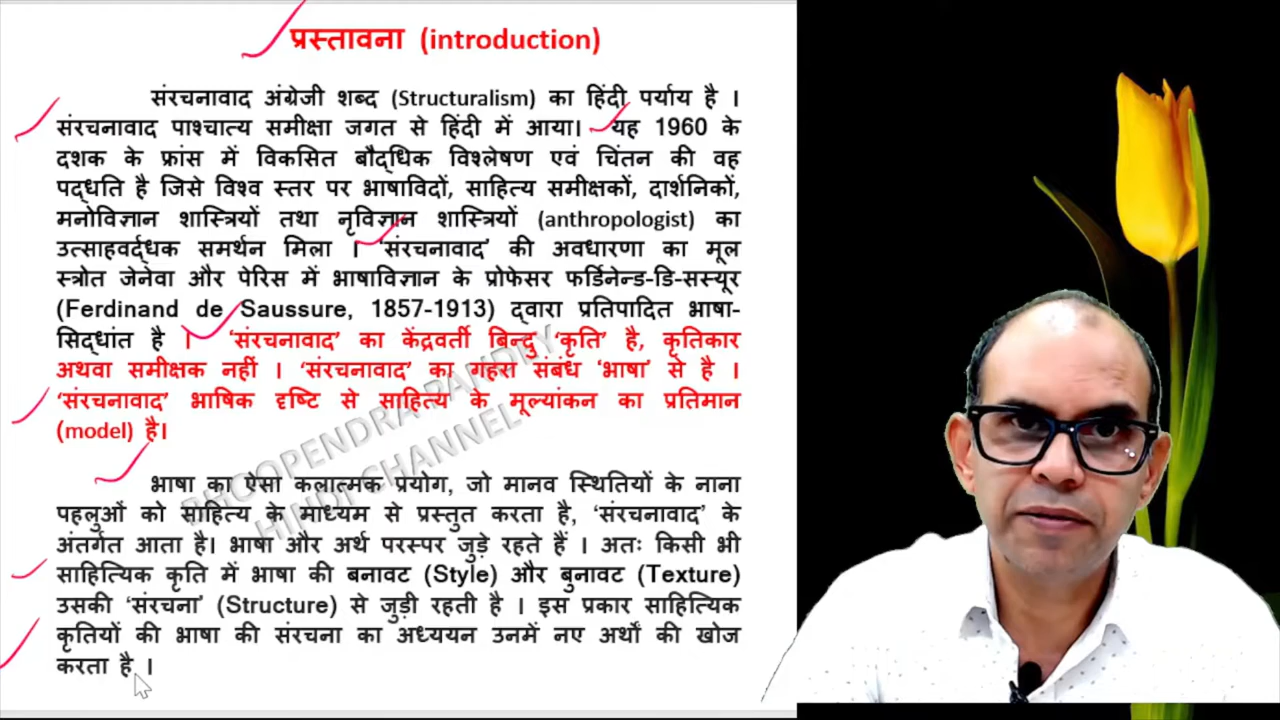 प्रस्तावना (introduction)
संरचनावाद अंग्रेजी शब्द (Structuralism) का हिंदी पर्याय है ।
संरचनावाद पाश्चात्य समीक्षा जगत से हिंदी में आया। यह 1960 के
दशक के फ्रांस में विकसित बौद्धिक विश्लेषण एवं चिंतन की वह
पद्धति है जिसे विश्व स्तर पर भाषाविदों, साहित्य समीक्षकों, दार्शनिकों,
मनोविज्ञान शास्त्रियों तथा नृविज्ञान शास्त्रियों (anthropologist) का
उत्साहवर्द्धक समर्थन मिला । 'संरचनावाद' की अवधारणा का मूल
स्त्रोत जेनेवा और पेरिस में भाषाविज्ञान के प्रोफेसर फर्डिनेन्ड-डि-सस्यूर
(Ferdinand de Saussure, 1857-1913) द्वारा प्रतिपादित भाषा-
सिद्धांत है । 'संरचनावाद' का केंद्रवर्ती बिन्दु 'कृति' है, कृतिकार
अथवा समीक्षक नहीं । 'संरचनावाद' का गहरा संबंध 'भाषा' से है ।
'संरचनावाद' भाषिक दृष्टि से साहित्य के मूल्यांकन का प्रतिमान
(model) है।
भाषा का ऐसा कलात्मक प्रयोग, जो मानव स्थितियों के नाना
पहलुओं को साहित्य के माध्यम से प्रस्तुत करता है, 'संरचनावाद' के
अंतर्गत आता है। भाषा और अर्थ परस्पर जुड़े रहते हैं । अतः किसी भी
साहित्यिक कृति में भाषा की बनावट (Style) और बुनावट (Texture)
उसकी 'संरचना' (Structure) से जुड़ी रहती है । इस प्रकार साहित्यिक
कृतियों की भाषा की संरचना का अध्ययन उनमें नए अर्थों की खोज
करता है ।
BHOOPENDRA PANDEY
HINDI CHANNEL